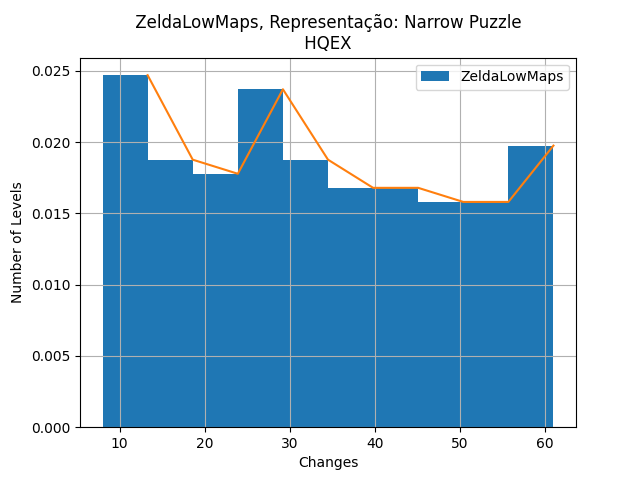 ZeldaLowMaps, Representação: Narrow Puzzle
HQEX
ZeldaLowMaps
0.025
0.020
0.015
0.010
0.005
0.000
Number of Levels
10 20 30 40 50 60
Changes